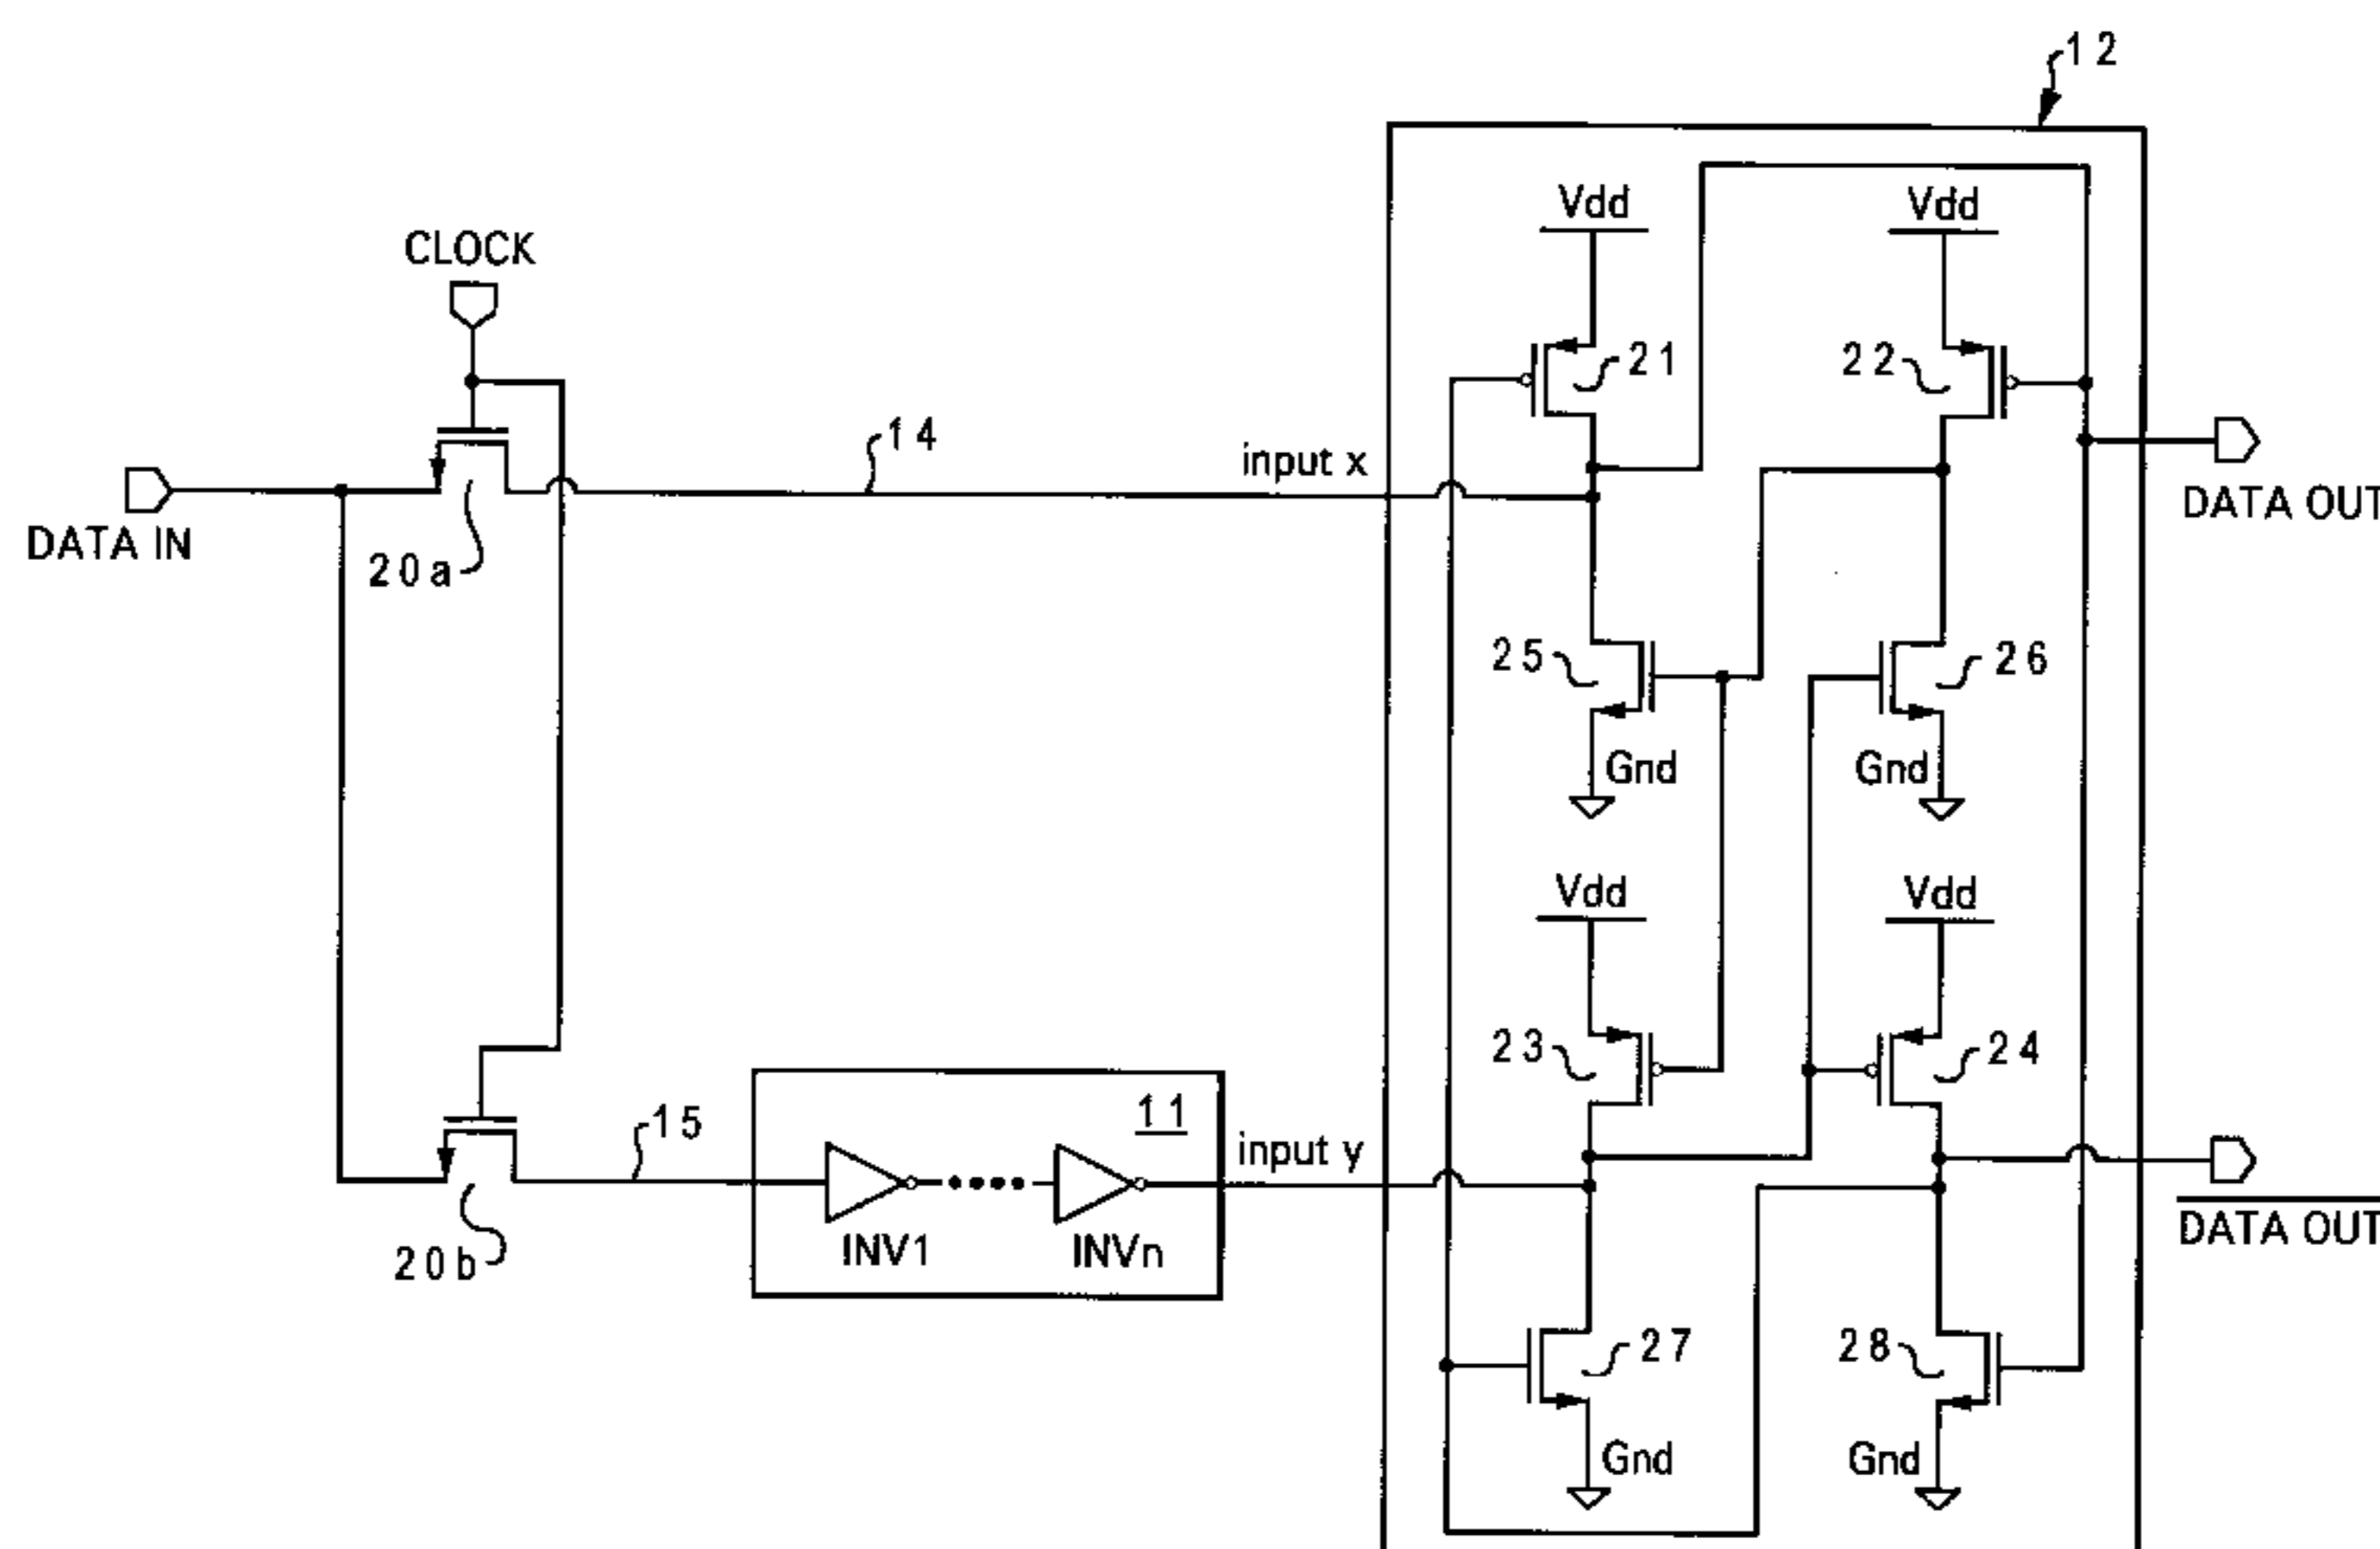 12
Vdd
Vdd
CLOCK
21
22
14
input x
DATA IN
DATA OUT
20a
25
26
Gnd
Gnd
Vdd
Vdd
23
24
15
11
input y
INV1
INVn
DATA OUT
20b
27
28
Gnd
Gnd